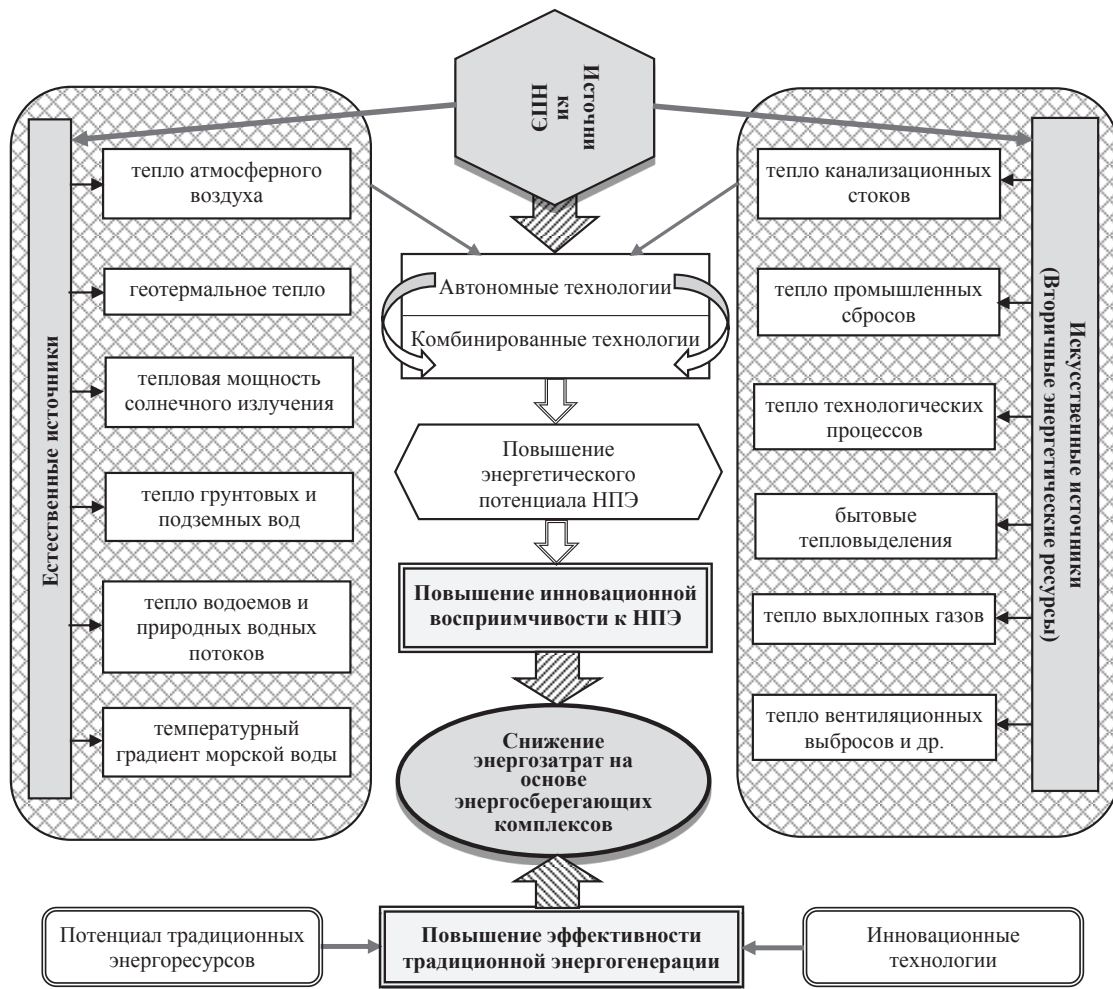 Источни
ки
НПЭ
Естественные источники
тепло атмосферного
воздуха
геотермальное тепло
тепловая мощность
солнечного излучения
тепло грунтовых и
подземных вод
тепло водоемов и
природных водных
потоков
температурный
градиент морской воды
Автономные технологии
Комбинированные технологии
Повышение
энергетического
потенциала НПЭ
Повышение инновационной
восприимчивости к НПЭ
Снижение
энергозатрат на
основе
энергосберегающих
комплексов
Искусственные источники
(Вторичные энергетические ресурсы)
тепло канализационных
стоков
тепло промышленных
сбросов
тепло технологических
процессов
бытовые
тепловыделения
тепло выхлопных газов
тепло вентиляционных
выбросов и др.
Потенциал традиционных
энергоресурсов
Повышение эффективности
традиционной энергогенерации
Инновационные
технологии